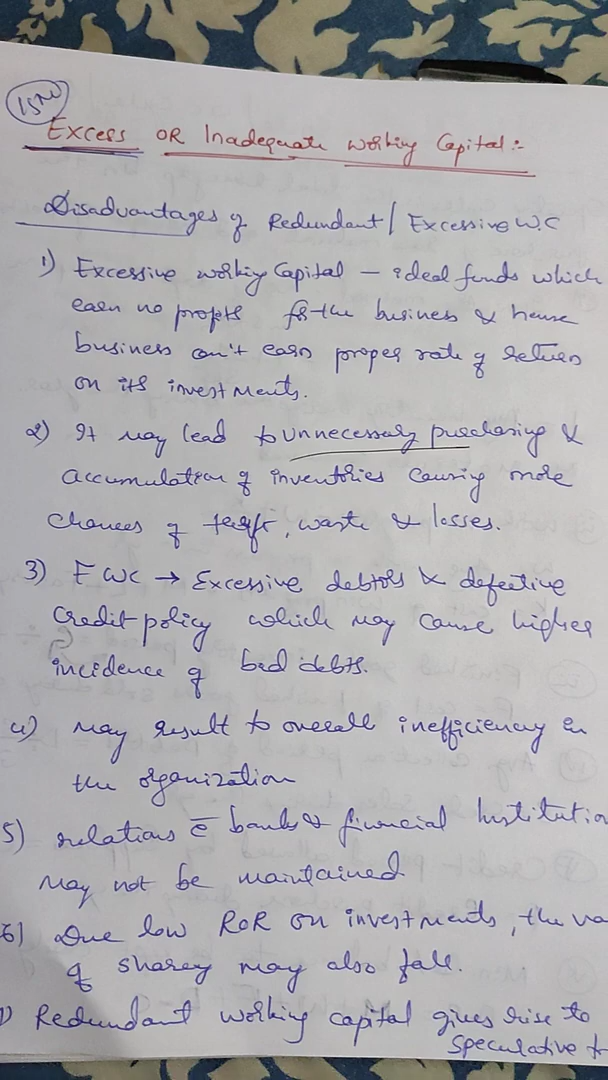 15M
Excess OR Inadequate Working Capital :-
Disadvantages of Redundant / Excessive W.C
1) Excessive working Capital – ideal funds which
earn no profits for the business & hense
business can't earn proper rate of return
on its investments.
2) It may lead to unnecessary purchasing &
accumulation of inventories causing more
chances of theft, waste & losses.
3) E WC → Excessive debtors & defective
Credit policy which may cause higher
incidence of bad debts.
4) May result to overall inefficiency in
the organization
5) relations c̄ banks & financial Institution
may not be maintained
6) Due low ROR on investments, the va
of shares may also fall.
Redundant working capital gives rise to
speculative